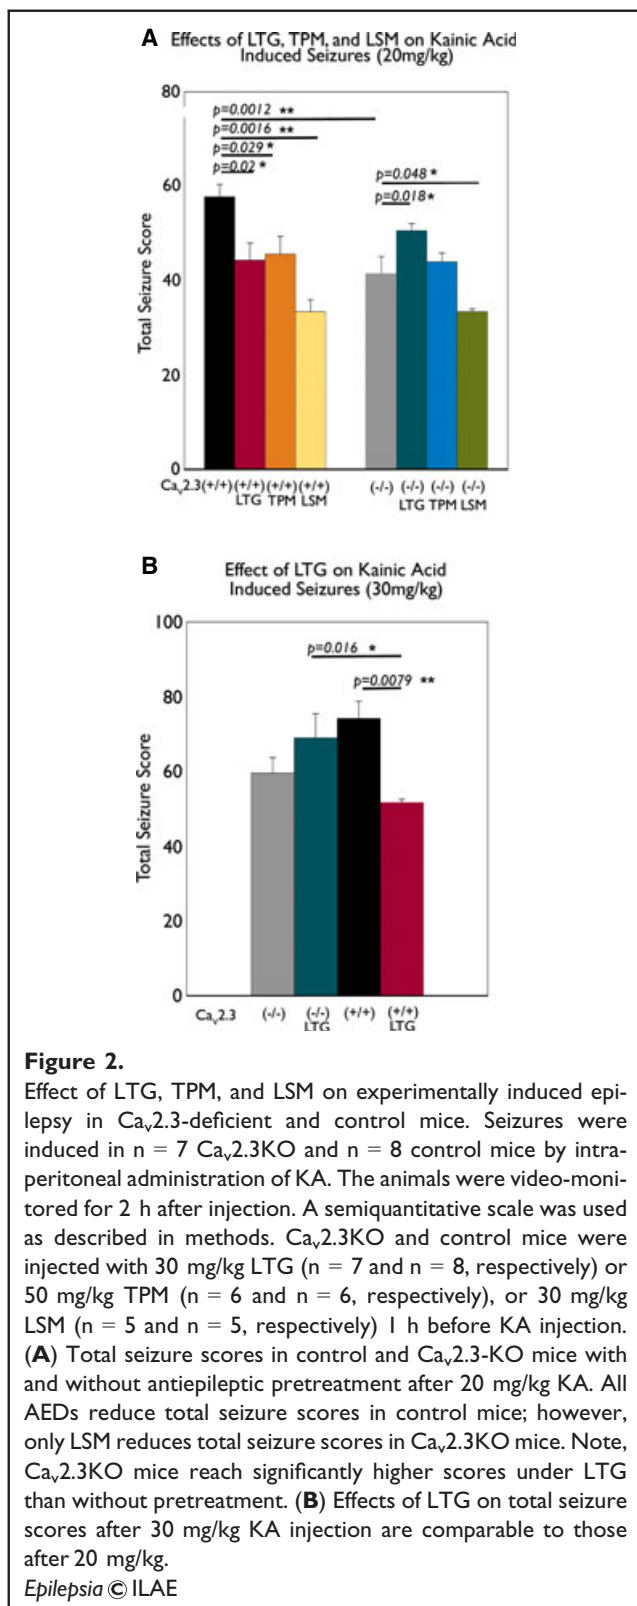 A Effects of LTG, TPM, and LSM on Kainic Acid
Induced Seizures (20mg/kg)
80
60
40
20
0
Total Seizure Score
p=0.0012 **
p=0.0016 **
p=0.029 *
p=0.02 *
p=0.048 *
p=0.018 *
Cav2.3 (+/+) (+/+) (+/+) (+/+) (-/-) (-/-) (-/-) (-/-)
LTG TPM LSM LTG TPM LSM
B Effect of LTG on Kainic Acid
Induced Seizures (30mg/kg)
100
80
60
40
20
0
Total Seizure Score
p=0.016 *
p=0.0079 **
Cav2.3 (-/-) (-/-) (+/+) (+/+)
LTG LTG
Figure 2.
Effect of LTG, TPM, and LSM on experimentally induced epi-
lepsy in Cav2.3-deficient and control mice. Seizures were
induced in n = 7 Cav2.3KO and n = 8 control mice by intra-
peritoneal administration of KA. The animals were video-moni-
tored for 2 h after injection. A semiquantitative scale was used
as described in methods. Cav2.3KO and control mice were
injected with 30 mg/kg LTG (n = 7 and n = 8, respectively) or
50 mg/kg TPM (n = 6 and n = 6, respectively), or 30 mg/kg
LSM (n = 5 and n = 5, respectively) 1 h before KA injection.
(A) Total seizure scores in control and Cav2.3-KO mice with
and without antiepileptic pretreatment after 20 mg/kg KA. All
AEDs reduce total seizure scores in control mice; however,
only LSM reduces total seizure scores in Cav2.3KO mice. Note,
Cav2.3KO mice reach significantly higher scores under LTG
than without pretreatment. (B) Effects of LTG on total seizure
scores after 30 mg/kg KA injection are comparable to those
after 20 mg/kg.
Epilepsia © ILAE